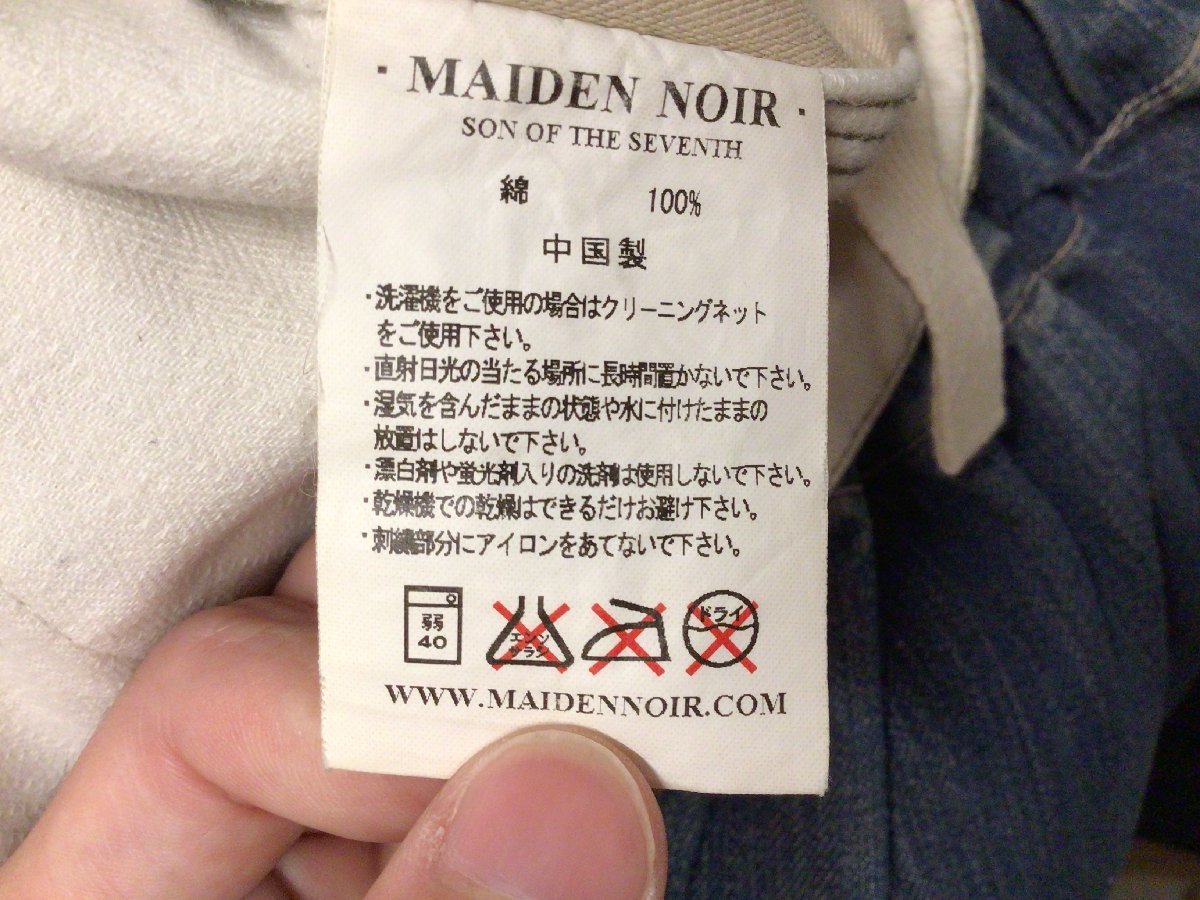 · MAIDEN NOIR ·
SON OF THE SEVENTH
綿 100%
中国製
・洗濯機をご使用の場合はクリーニングネット
をご使用下さい。
・直射日光の当たる場所に長時間置かないで下さい。
・湿気を含んだままの状態や水に付けたままの
放置はしないで下さい。
・漂白剤や蛍光剤入りの洗剤は使用しないで下さい。
・乾燥機での乾燥はできるだけお避け下さい。
・刺繍部分にアイロンをあてないで下さい。
弱
40
エンソ
サラシ
ドライ
WWW.MAIDENNOIR.COM